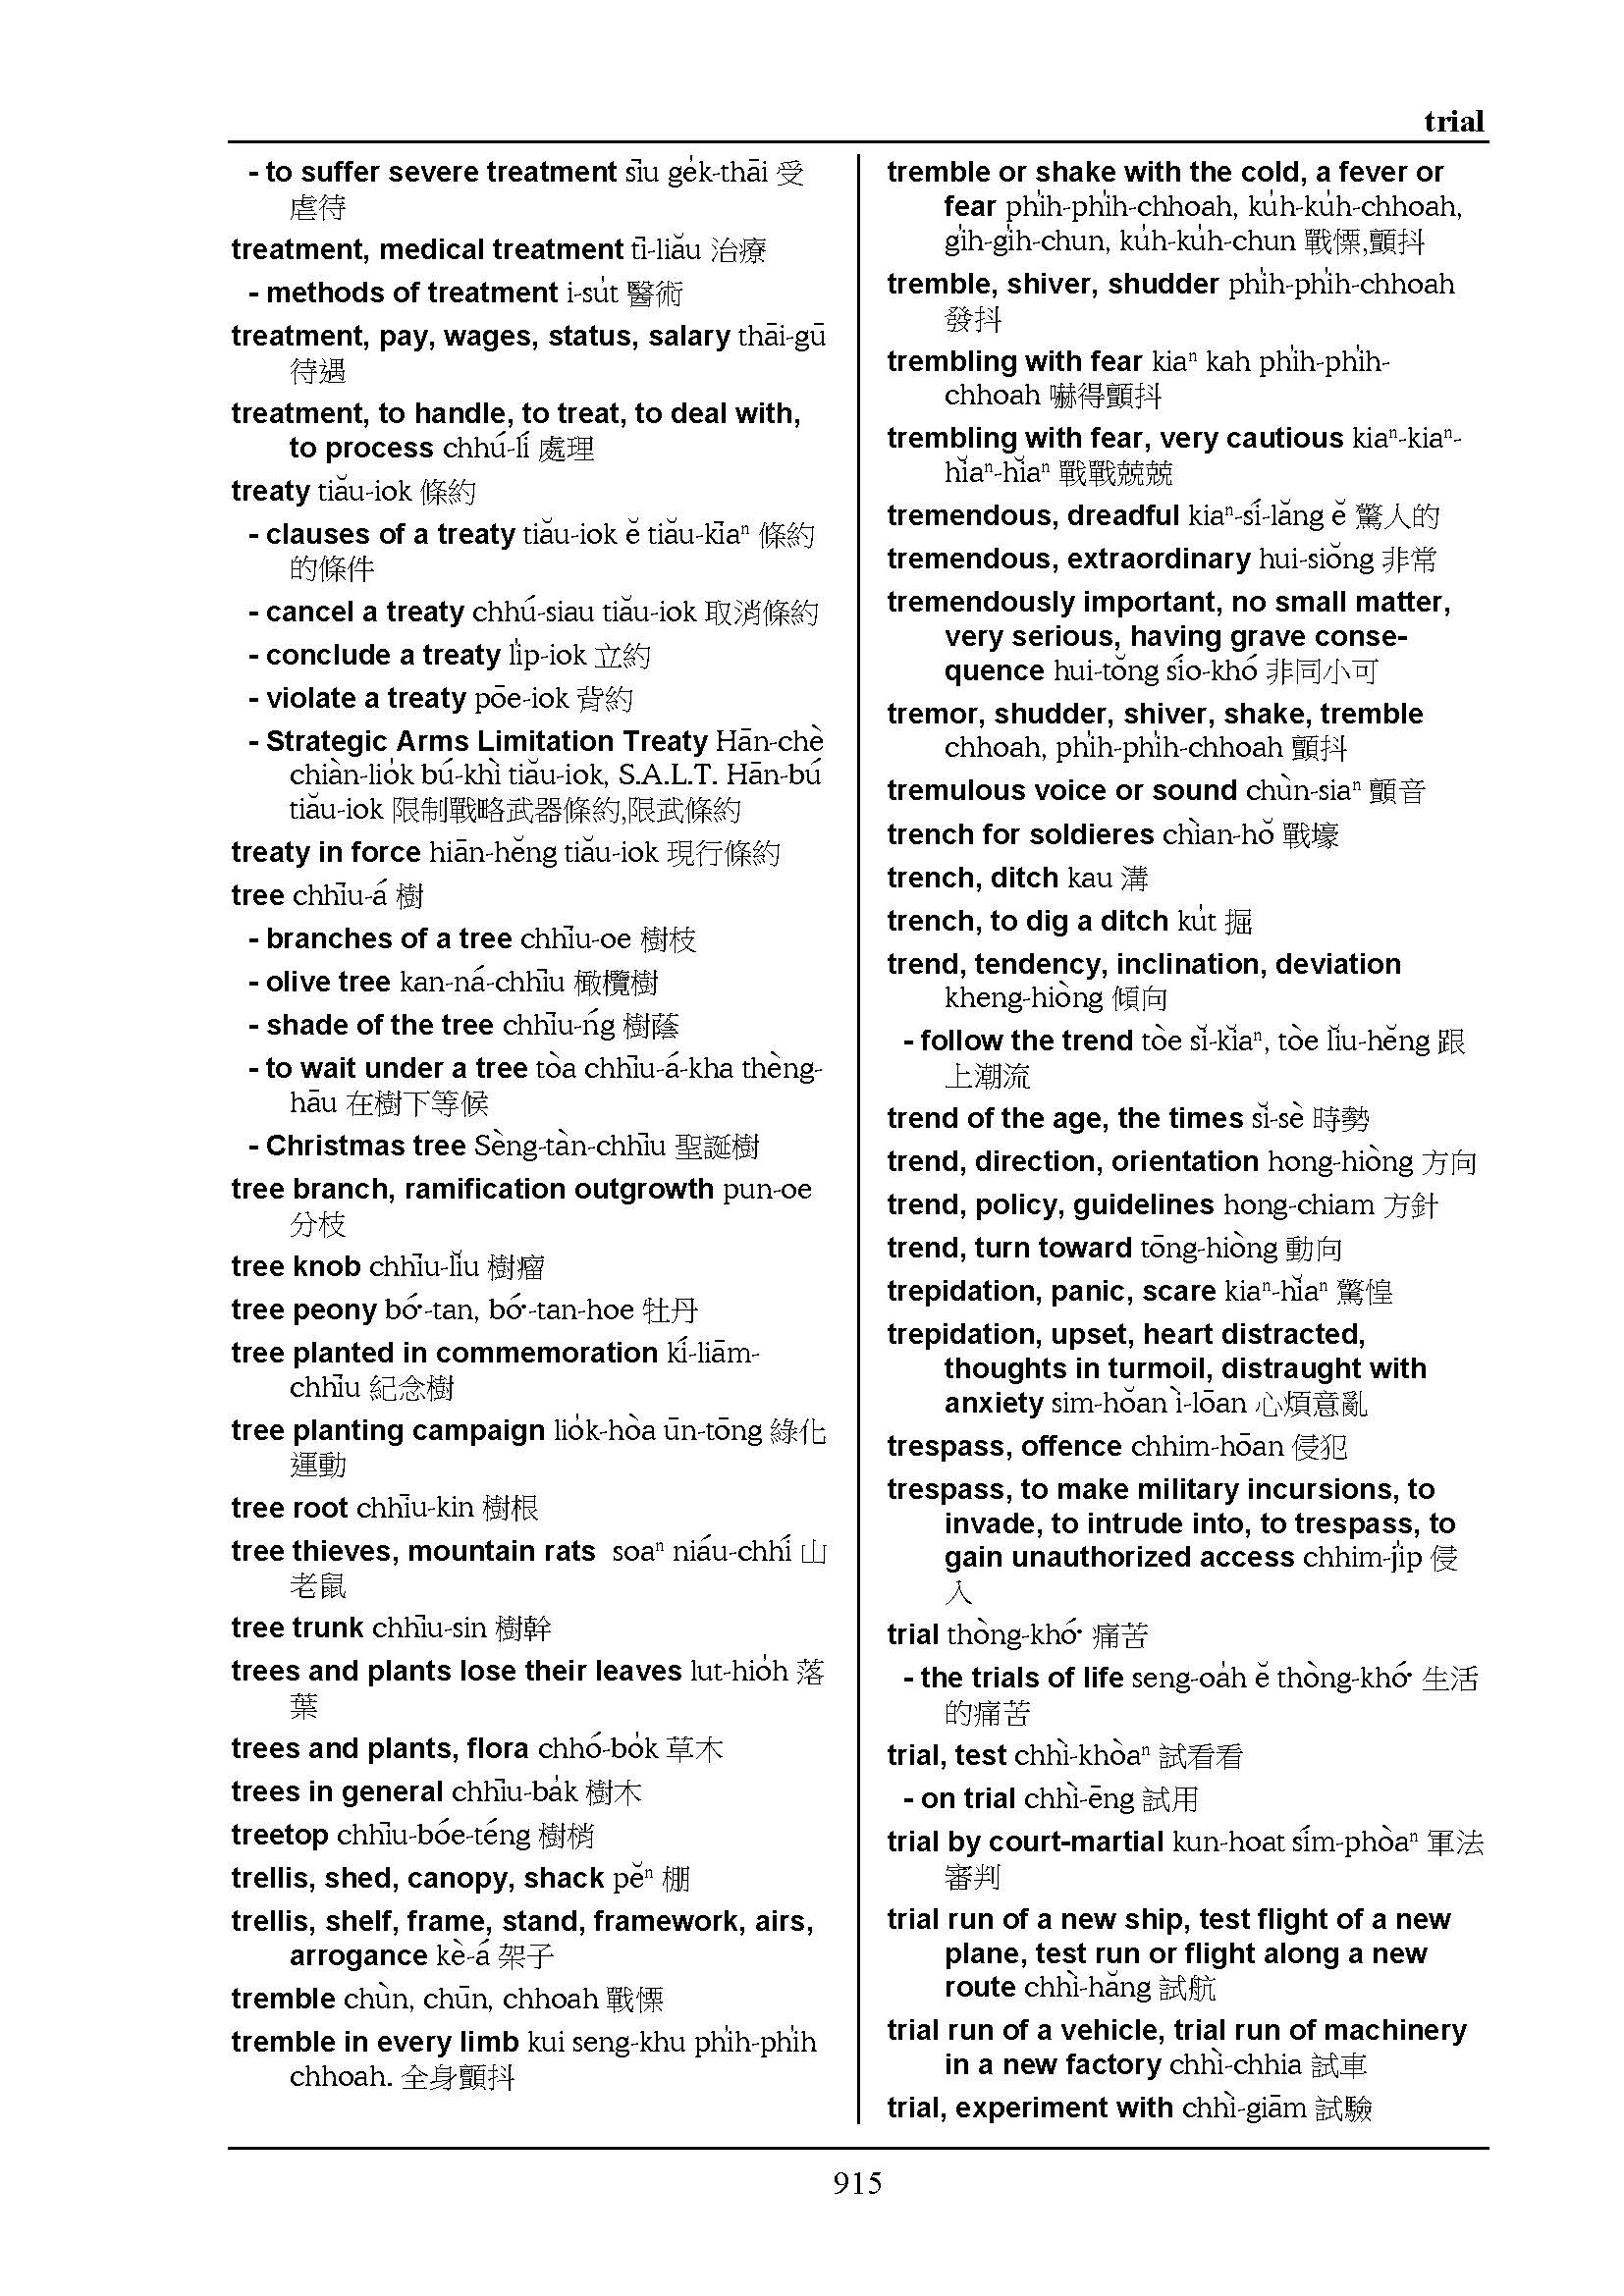 trial
- to suffer severe treatment sīu ge̍k-thāi 受
虐待
treatment, medical treatment tī-liău 治療
- methods of treatment i-su̍t 醫術
treatment, pay, wages, status, salary thāi-gū
待遇
treatment, to handle, to treat, to deal with,
to process chhú-lí 處理
treaty tiău-iok 條約
- clauses of a treaty tiău-iok ĕ tiău-kīaⁿ 條約
的條件
- cancel a treaty chhú-siau tiău-iok 取消條約
- conclude a treaty li̍p-iok 立約
- violate a treaty pōe-iok 背約
- Strategic Arms Limitation Treaty Hān-chè
chiàn-lio̍k bú-khì tiău-iok, S.A.L.T. Hān-bú
tiău-iok 限制戰略武器條約,限武條約
treaty in force hiān-hĕng tiău-iok 現行條約
tree chhīu-á 樹
- branches of a tree chhīu-oe 樹枝
- olive tree kan-ná-chhīu 橄欖樹
- shade of the tree chhīu-ńg 樹蔭
- to wait under a tree tòa chhīu-á-kha thèng-
hāu 在樹下等候
- Christmas tree Sèng-tàn-chhīu 聖誕樹
tree branch, ramification outgrowth pun-oe
分枝
tree knob chhīu-lĭu 樹瘤
tree peony bó͘-tan, bó͘-tan-hoe 牡丹
tree planted in commemoration kí-liām-
chhīu 紀念樹
tree planting campaign lio̍k-hòa ūn-tōng 綠化
運動
tree root chhīu-kin 樹根
tree thieves, mountain rats soaⁿ niáu-chhí 山
老鼠
tree trunk chhīu-sin 樹幹
trees and plants lose their leaves lut-hio̍h 落
葉
trees and plants, flora chhó-bo̍k 草木
trees in general chhīu-ba̍k 樹木
treetop chhīu-bóe-téng 樹梢
trellis, shed, canopy, shack pĕⁿ 棚
trellis, shelf, frame, stand, framework, airs,
arrogance kè-á 架子
tremble chùn, chūn, chhoah 戰慄
tremble in every limb kui seng-khu phi̍h-phi̍h
chhoah. 全身顫抖
tremble or shake with the cold, a fever or
fear phi̍h-phi̍h-chhoah, ku̍h-ku̍h-chhoah,
gi̍h-gi̍h-chun, ku̍h-ku̍h-chun 戰慄,顫抖
tremble, shiver, shudder phi̍h-phi̍h-chhoah
發抖
trembling with fear kiaⁿ kah phi̍h-phi̍h-
chhoah 嚇得顫抖
trembling with fear, very cautious kiaⁿ-kiaⁿ-
hĭaⁿ-hĭaⁿ 戰戰兢兢
tremendous, dreadful kiaⁿ-sí-lăng ĕ 驚人的
tremendous, extraordinary hui-siŏng 非常
tremendously important, no small matter,
very serious, having grave conse-
quence hui-tŏng sío-khó 非同小可
tremor, shudder, shiver, shake, tremble
chhoah, phi̍h-phi̍h-chhoah 顫抖
tremulous voice or sound chùn-siaⁿ 顫音
trench for soldieres chìan-hŏ 戰壕
trench, ditch kau 溝
trench, to dig a ditch ku̍t 掘
trend, tendency, inclination, deviation
kheng-hiòng 傾向
- follow the trend tòe sĭ-kĭaⁿ, tòe lĭu-hĕng 跟
上潮流
trend of the age, the times sĭ-sè 時勢
trend, direction, orientation hong-hiòng 方向
trend, policy, guidelines hong-chiam 方針
trend, turn toward tōng-hiòng 動向
trepidation, panic, scare kiaⁿ-hĭaⁿ 驚惶
trepidation, upset, heart distracted,
thoughts in turmoil, distraught with
anxiety sim-hŏan ì-lōan 心煩意亂
trespass, offence chhim-hōan 侵犯
trespass, to make military incursions, to
invade, to intrude into, to trespass, to
gain unauthorized access chhim-ji̍p 侵
入
trial thòng-khó͘ 痛苦
- the trials of life seng-oa̍h ĕ thòng-khó͘ 生活
的痛苦
trial, test chhì-khòaⁿ 試看看
- on trial chhì-ēng 試用
trial by court-martial kun-hoat sím-phòaⁿ 軍法
審判
trial run of a new ship, test flight of a new
plane, test run or flight along a new
route chhì-hăng 試航
trial run of a vehicle, trial run of machinery
in a new factory chhì-chhia 試車
trial, experiment with chhì-giām 試驗
915